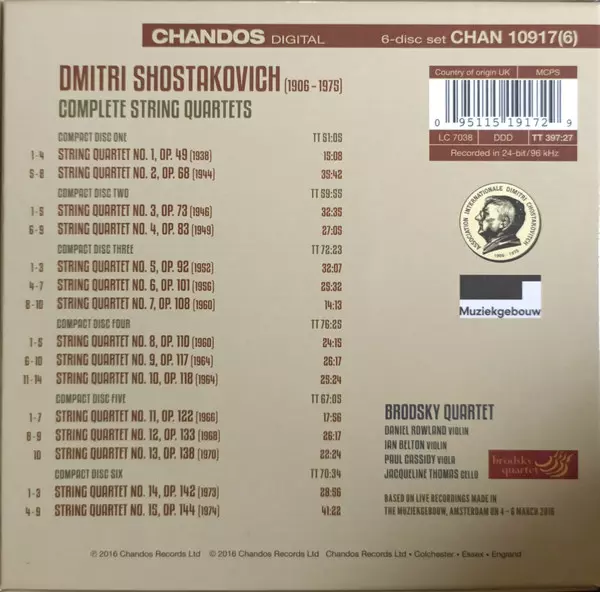 CHANDOS DIGITAL 6-disc set CHAN 10917(6)
DMITRI SHOSTAKOVICH (1906 – 1975)
COMPLETE STRING QUARTETS
COMPACT DISC ONE TT 51:05
1-4 STRING QUARTET NO. 1, OP. 49 (1938) 15:08
5-8 STRING QUARTET NO. 2, OP. 68 (1944) 35:42
COMPACT DISC TWO TT 59:55
1-5 STRING QUARTET NO. 3, OP. 73 (1946) 32:35
6-9 STRING QUARTET NO. 4, OP. 83 (1949) 27:05
COMPACT DISC THREE TT 72:23
1-3 STRING QUARTET NO. 5, OP. 92 (1952) 32:07
4-7 STRING QUARTET NO. 6, OP. 101 (1956) 25:32
8-10 STRING QUARTET NO. 7, OP. 108 (1960) 14:13
COMPACT DISC FOUR TT 76:25
1-5 STRING QUARTET NO. 8, OP. 110 (1960) 24:15
6-10 STRING QUARTET NO. 9, OP. 117 (1964) 26:17
11-14 STRING QUARTET NO. 10, OP. 118 (1964) 25:24
COMPACT DISC FIVE TT 67:05
1-7 STRING QUARTET NO. 11, OP. 122 (1966) 17:56
8-9 STRING QUARTET NO. 12, OP. 133 (1968) 26:17
10 STRING QUARTET NO. 13, OP. 138 (1970) 22:24
COMPACT DISC SIX TT 70:34
1-3 STRING QUARTET NO. 14, OP. 142 (1973) 28:56
4-9 STRING QUARTET NO. 15, OP. 144 (1974) 41:22
Country of origin UK MCPS
0 95115 19172 9
LC 7038 DDD TT 397:27
Recorded in 24-bit/96 kHz
ASSOCIATION INTERNATIONALE DIMITRI CHOSTAKOVITCH
1906 - 1975
Muziekgebouw
BRODSKY QUARTET
DANIEL ROWLAND VIOLIN
IAN BELTON VIOLIN
PAUL CASSIDY VIOLA
JACQUELINE THOMAS CELLO
brodsky
quartet
BASED ON LIVE RECORDINGS MADE IN
THE MUZIEKGEBOUW, AMSTERDAM ON 4 – 6 MARCH 2016
℗ 2016 Chandos Records Ltd © 2016 Chandos Records Ltd Chandos Records Ltd • Colchester • Essex • England